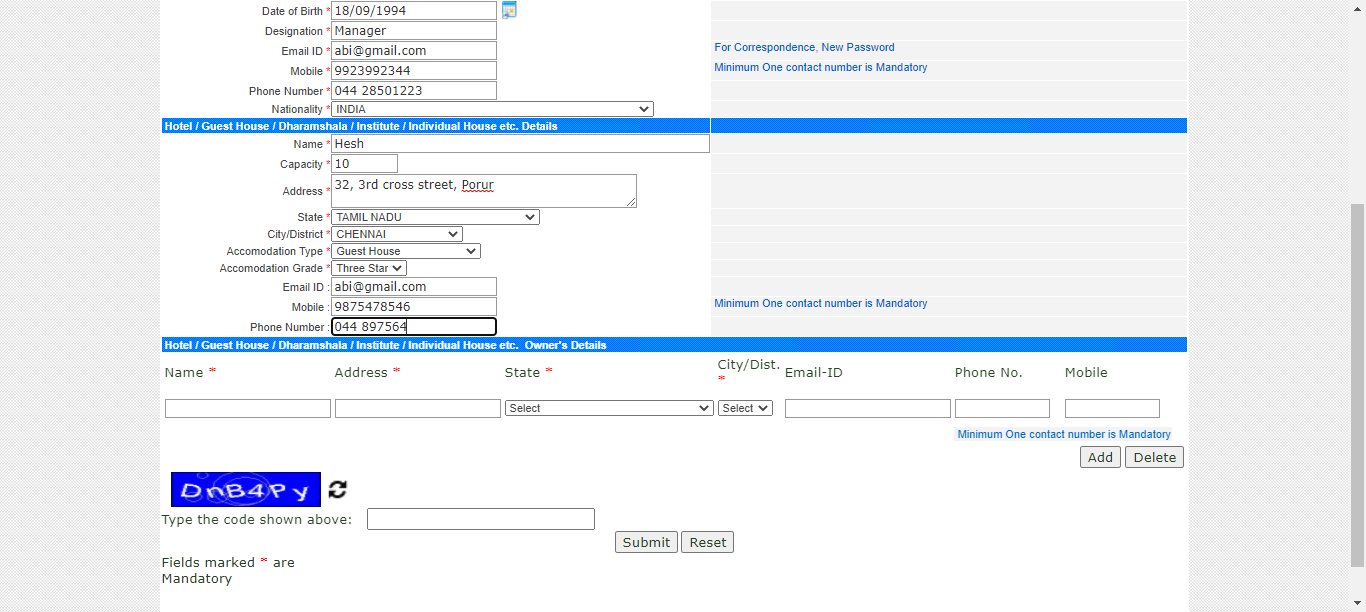 Date of Birth * 18/09/1994
Designation * Manager
Email ID * abi@gmail.com For Correspondence, New Password
Mobile * 9923992344 Minimum One contact number is Mandatory
Phone Number * 044 28501223
Nationality * INDIA
Hotel / Guest House / Dharamshala / Institute / Individual House etc. Details
Name * Hesh
Capacity * 10
Address * 32, 3rd cross street, Porur
State * TAMIL NADU
City/District * CHENNAI
Accomodation Type * Guest House
Accomodation Grade * Three Star
Email ID : abi@gmail.com
Mobile : 9875478546 Minimum One contact number is Mandatory
Phone Number : 044 897564
Hotel / Guest House / Dharamshala / Institute / Individual House etc. Owner's Details
Name * Address * State * City/Dist. * Email-ID Phone No. Mobile
Select Select
Minimum One contact number is Mandatory
Add Delete
DnB4Py
Type the code shown above:
Submit Reset
Fields marked * are
Mandatory